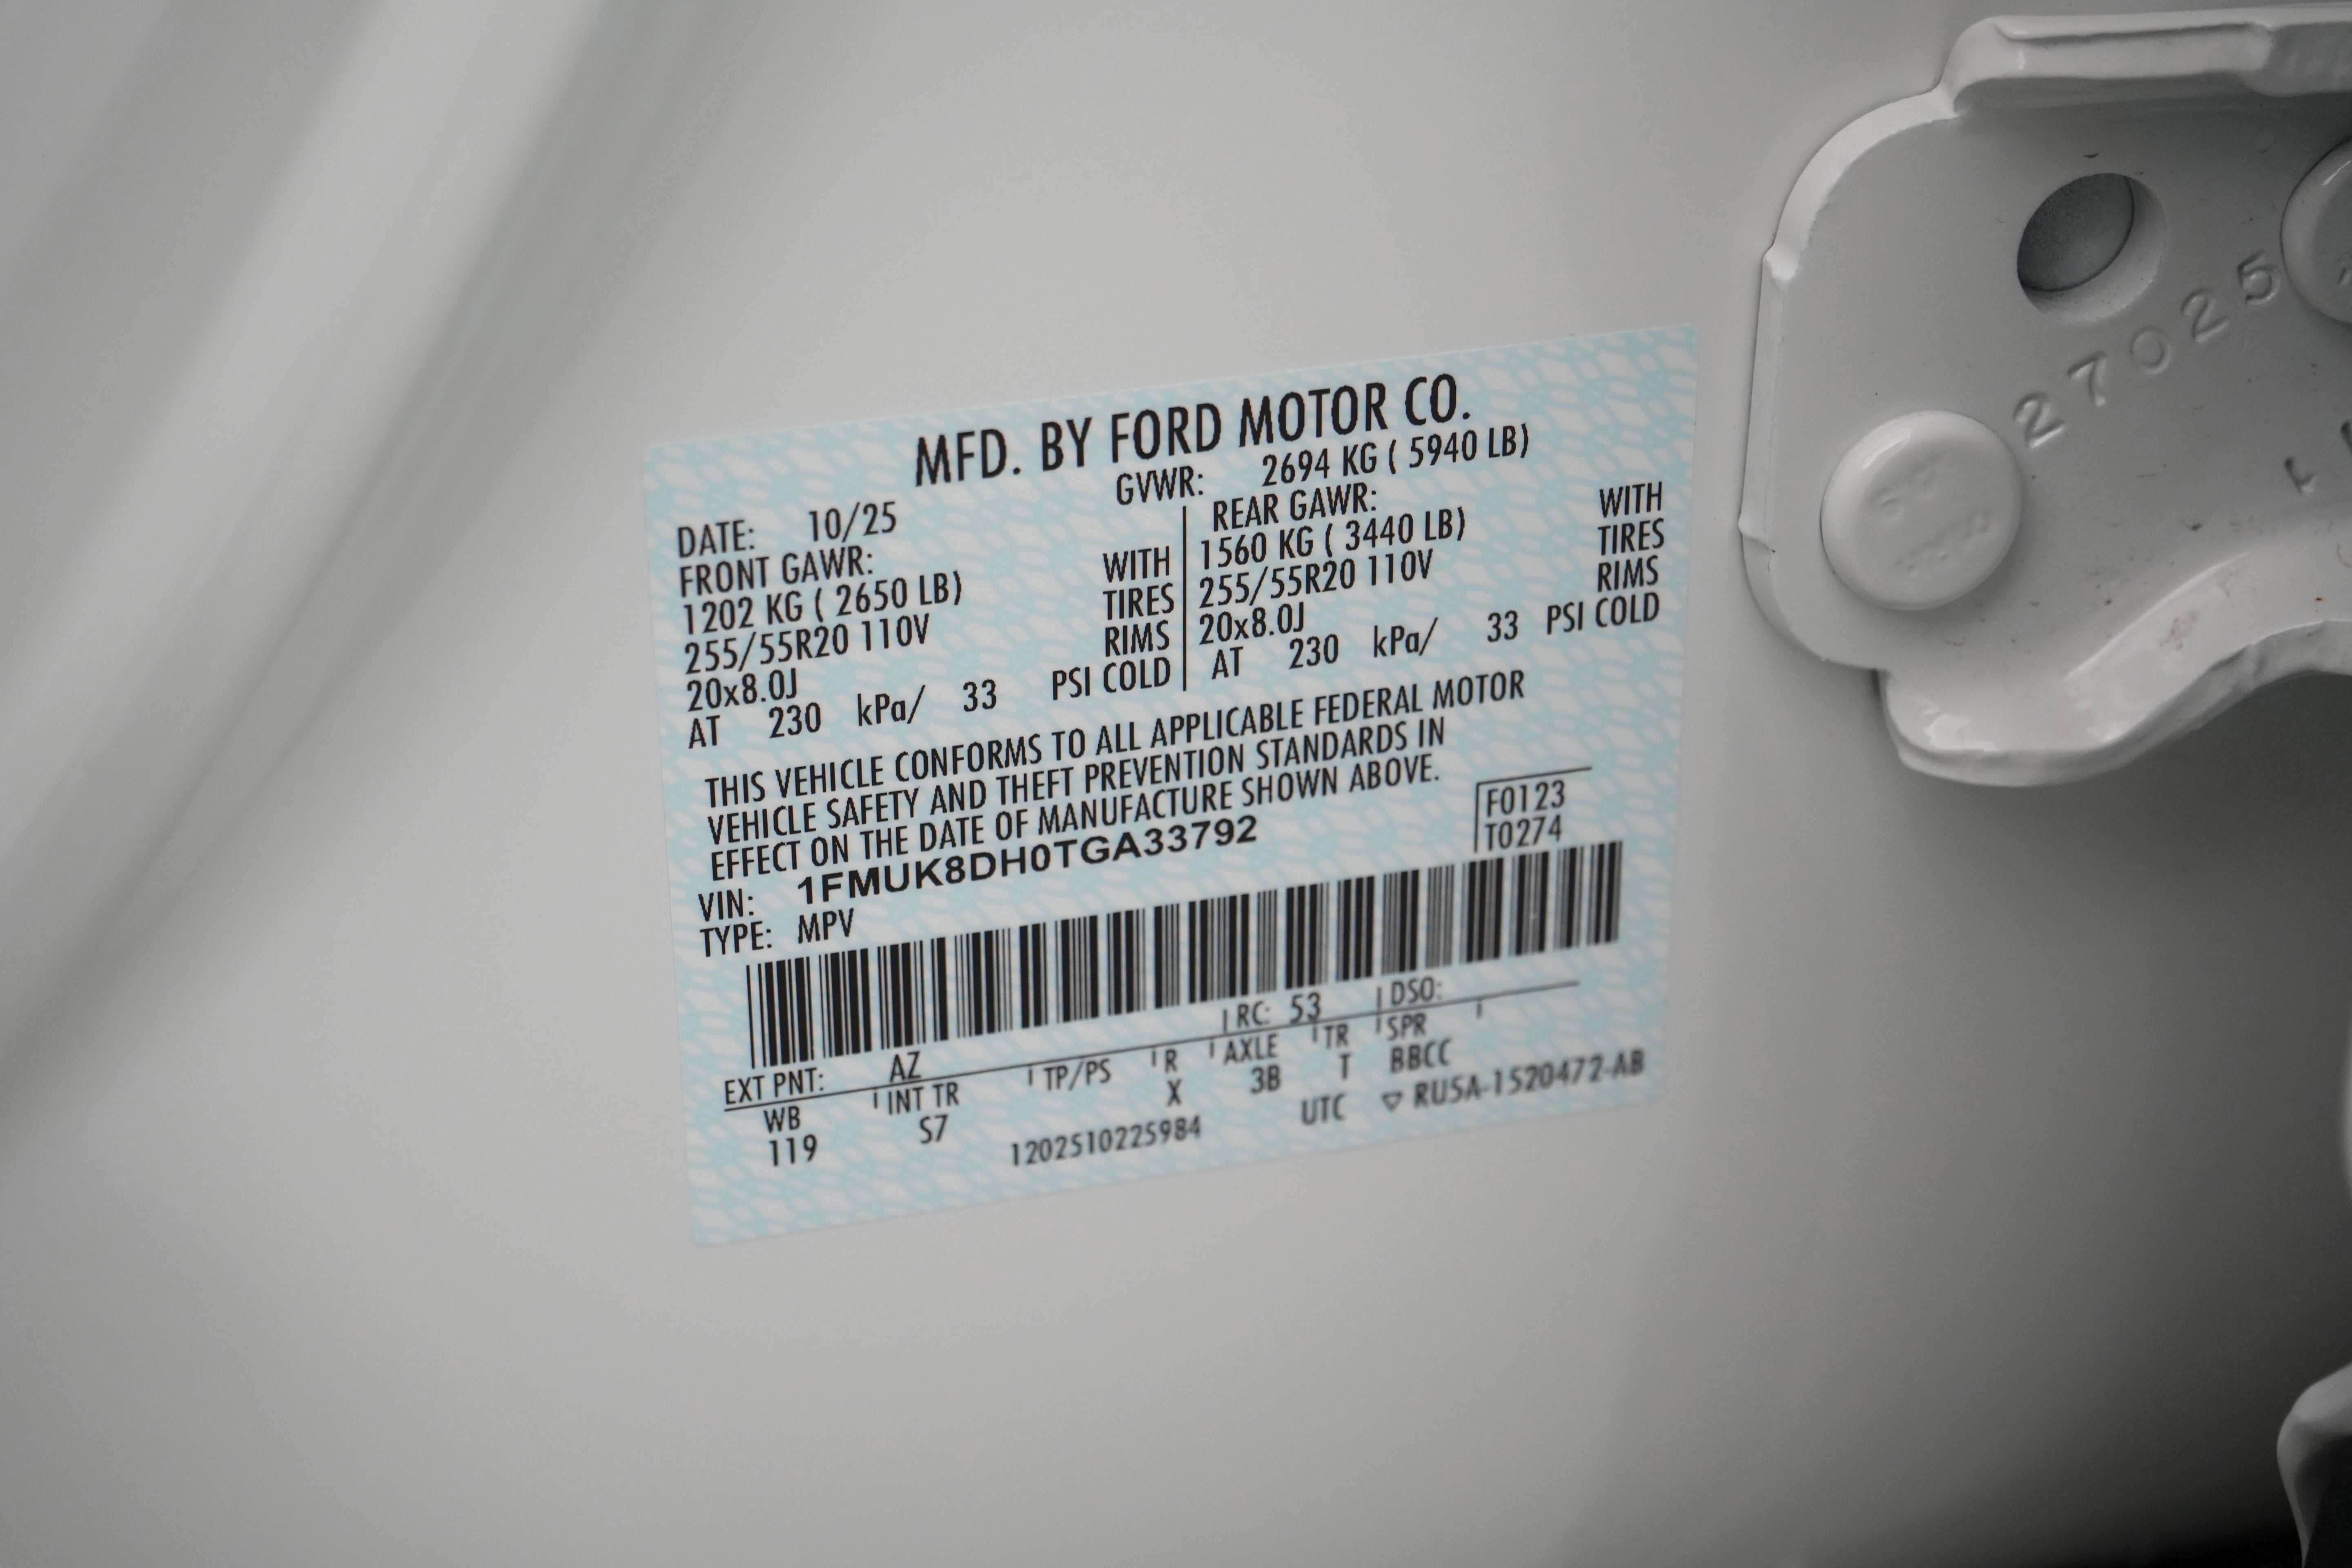 MFD. BY FORD MOTOR CO.
DATE: 10/25 GVWR: 2694 KG ( 5940 LB)
FRONT GAWR: REAR GAWR:
1202 KG ( 2650 LB) WITH 1560 KG ( 3440 LB) WITH
255/55R20 110V TIRES 255/55R20 110V TIRES
20x8.0J RIMS 20x8.0J RIMS
AT 230 kPa/ 33 PSI COLD AT 230 kPa/ 33 PSI COLD
THIS VEHICLE CONFORMS TO ALL APPLICABLE FEDERAL MOTOR
VEHICLE SAFETY AND THEFT PREVENTION STANDARDS IN
EFFECT ON THE DATE OF MANUFACTURE SHOWN ABOVE.
VIN: 1FMUK8DH0TGA33792 F0123
TYPE: MPV T0274
EXT PNT: AZ RC: 53 DSO:
WB INT TR TP/PS R AXLE TR SPR
119 S7 X 3B T BBCC
1202510225984 UTC ▽ RU5A-1520472-AB
27025